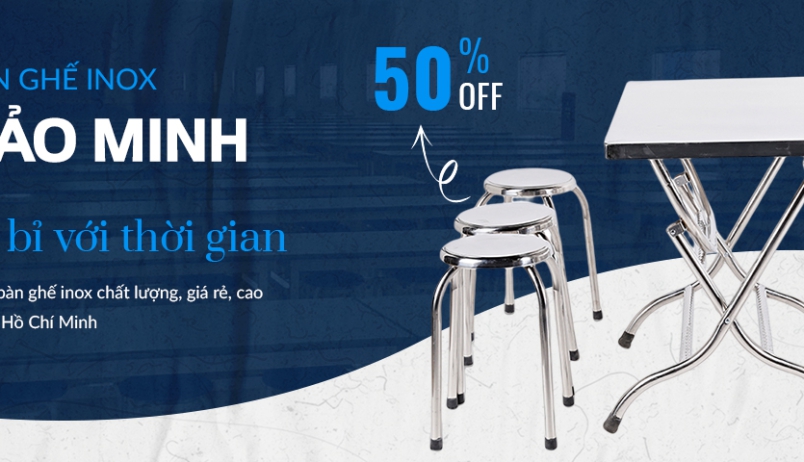 N GHẾ INOX
ẢO MINH
bỉ với thời gian
bàn ghế inox chất lượng, giá rẻ, cao
Hồ Chí Minh
50%
OFF